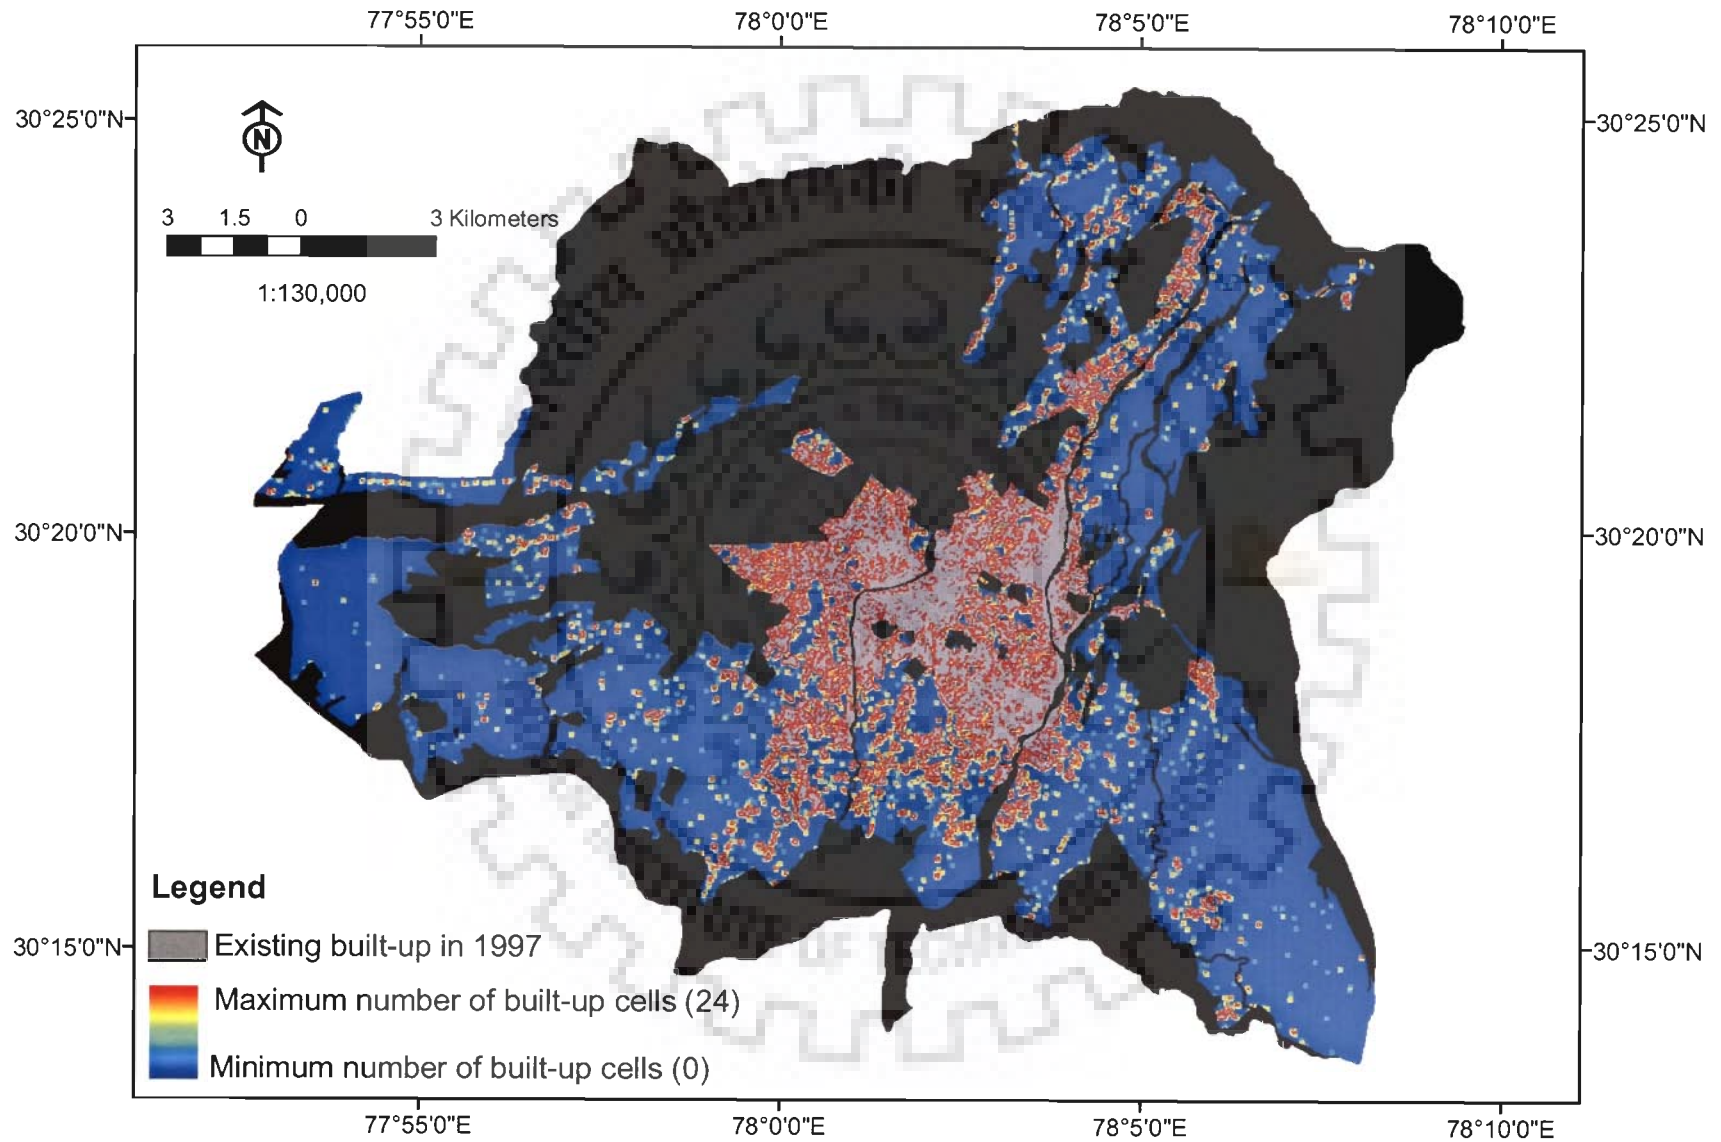 77°55'0"E 78°0'0"E 78°5'0"E 78°10'0"E
30°25'0"N 30°25'0"N
N
3 1.5 0 3 Kilometers
1:130,000
30°20'0"N 30°20'0"N
Legend
Existing built-up in 1997
30°15'0"N 30°15'0"N
Maximum number of built-up cells (24)
Minimum number of built-up cells (0)
77°55'0"E 78°0'0"E 78°5'0"E 78°10'0"E